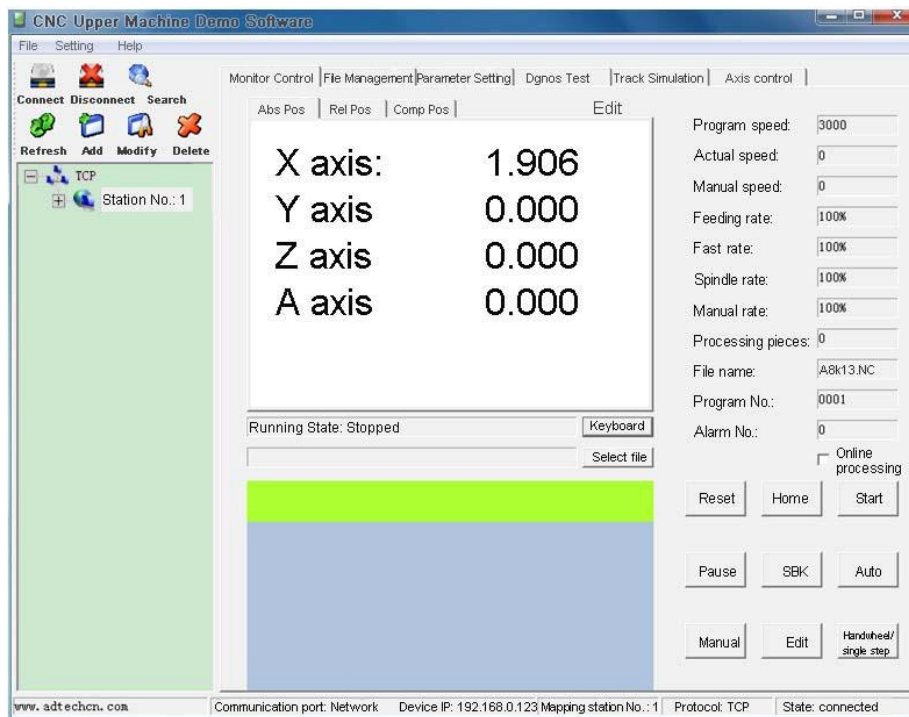 CNC Upper Machine Demo Software
File Setting Help
Connect Disconnect Search
Refresh Add Modify Delete
TCP
Station No.: 1
Monitor Control File Management Parameter Setting Dgnos Test Track Simulation Axis control
Abs Pos Rel Pos Comp Pos Edit
X axis: 1.906
Y axis 0.000
Z axis 0.000
A axis 0.000
Running State: Stopped Keyboard
Select file
Program speed: 3000
Actual speed: 0
Manual speed: 0
Feeding rate: 100%
Fast rate: 100%
Spindle rate: 100%
Manual rate: 100%
Processing pieces: 0
File name: A8k13.NC
Program No.: 0001
Alarm No.: 0
Online
processing
Reset Home Start
Pause SBK Auto
Manual Edit Handwheel/
single step
www.adtechcn.com Communication port: Network Device IP: 192.168.0.123 Mapping station No.: 1 Protocol: TCP State: connected